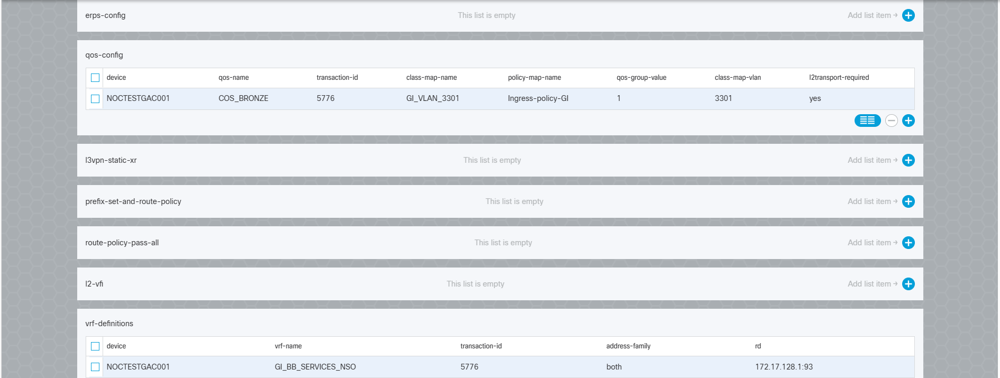 erps-config This list is empty Add list item →
qos-config
device qos-name transaction-id class-map-name policy-map-name qos-group-value class-map-vlan l2transport-required
NOCTESTGAC001 COS_BRONZE 5776 GI_VLAN_3301 Ingress-policy-GI 1 3301 yes
l3vpn-static-xr This list is empty Add list item →
prefix-set-and-route-policy This list is empty Add list item →
route-policy-pass-all This list is empty Add list item →
l2-vfi This list is empty Add list item →
vrf-definitions
device vrf-name transaction-id address-family rd
NOCTESTGAC001 GI_BB_SERVICES_NSO 5776 both 172.17.128.1:93